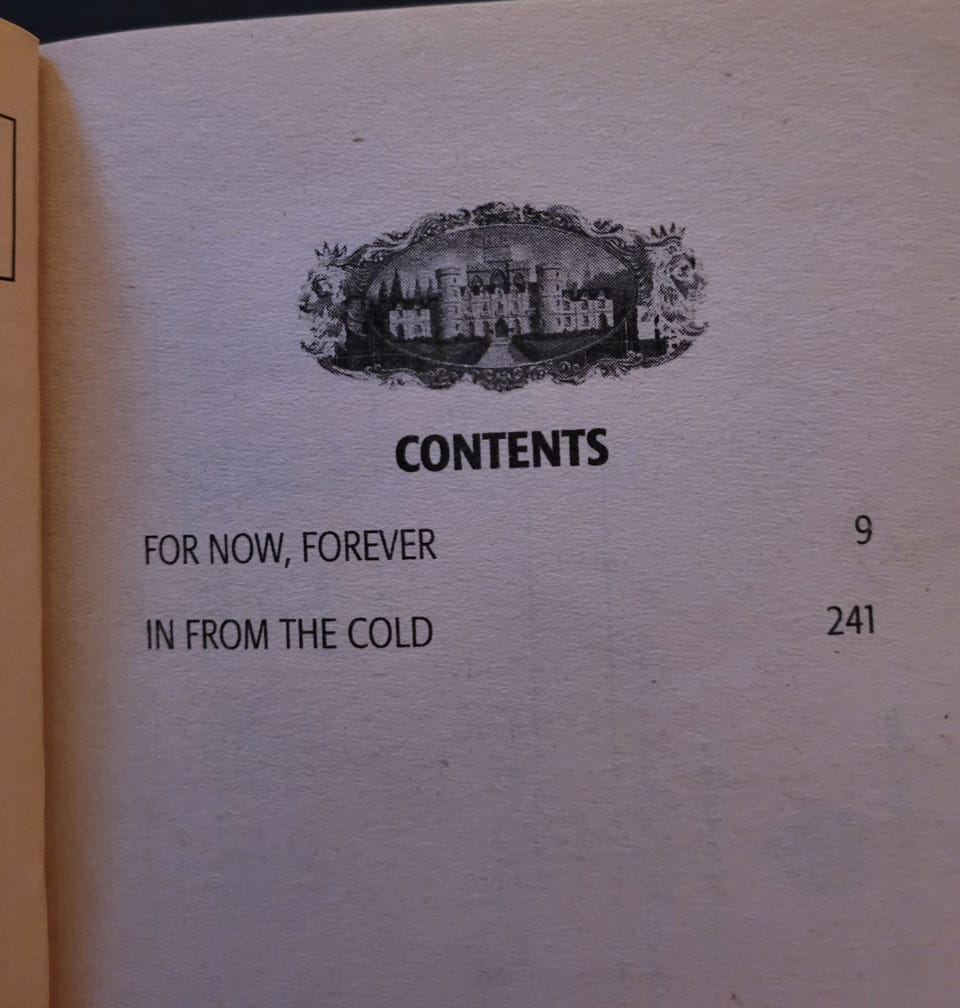 CONTENTS
FOR NOW, FOREVER 9
IN FROM THE COLD 241